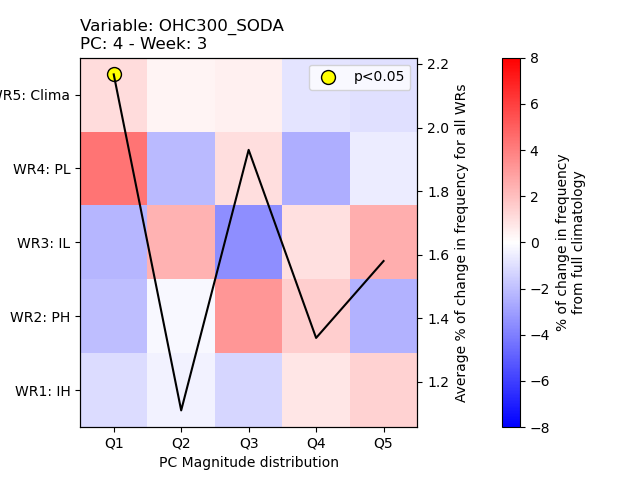 Variable: OHC300_SODA
PC: 4 - Week: 3
p<0.05
WR5: Clima
WR4: PL
WR3: IL
WR2: PH
WR1: IH
Q1 Q2 Q3 Q4 Q5
PC Magnitude distribution
2.2
2.0
1.8
1.6
1.4
1.2
Average % of change in frequency for all WRs
8
6
4
2
0
−2
−4
−6
−8
% of change in frequency
from full climatology